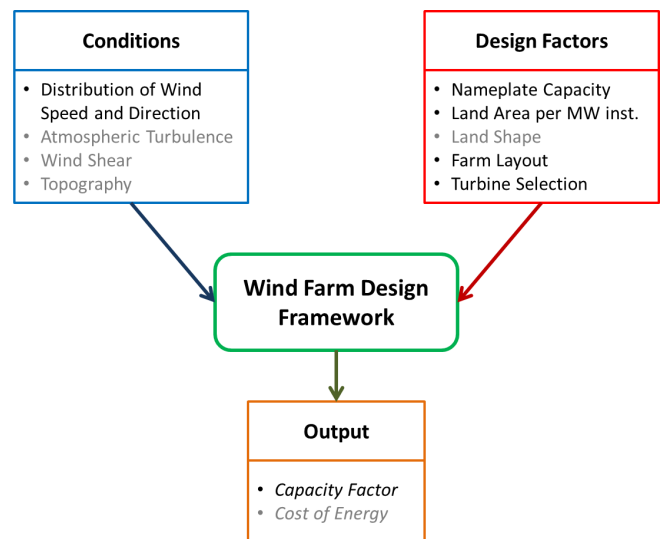 Conditions
• Distribution of Wind
Speed and Direction
• Atmospheric Turbulence
• Wind Shear
• Topography
Design Factors
• Nameplate Capacity
• Land Area per MW inst.
• Land Shape
• Farm Layout
• Turbine Selection
Wind Farm Design
Framework
Output
• Capacity Factor
• Cost of Energy